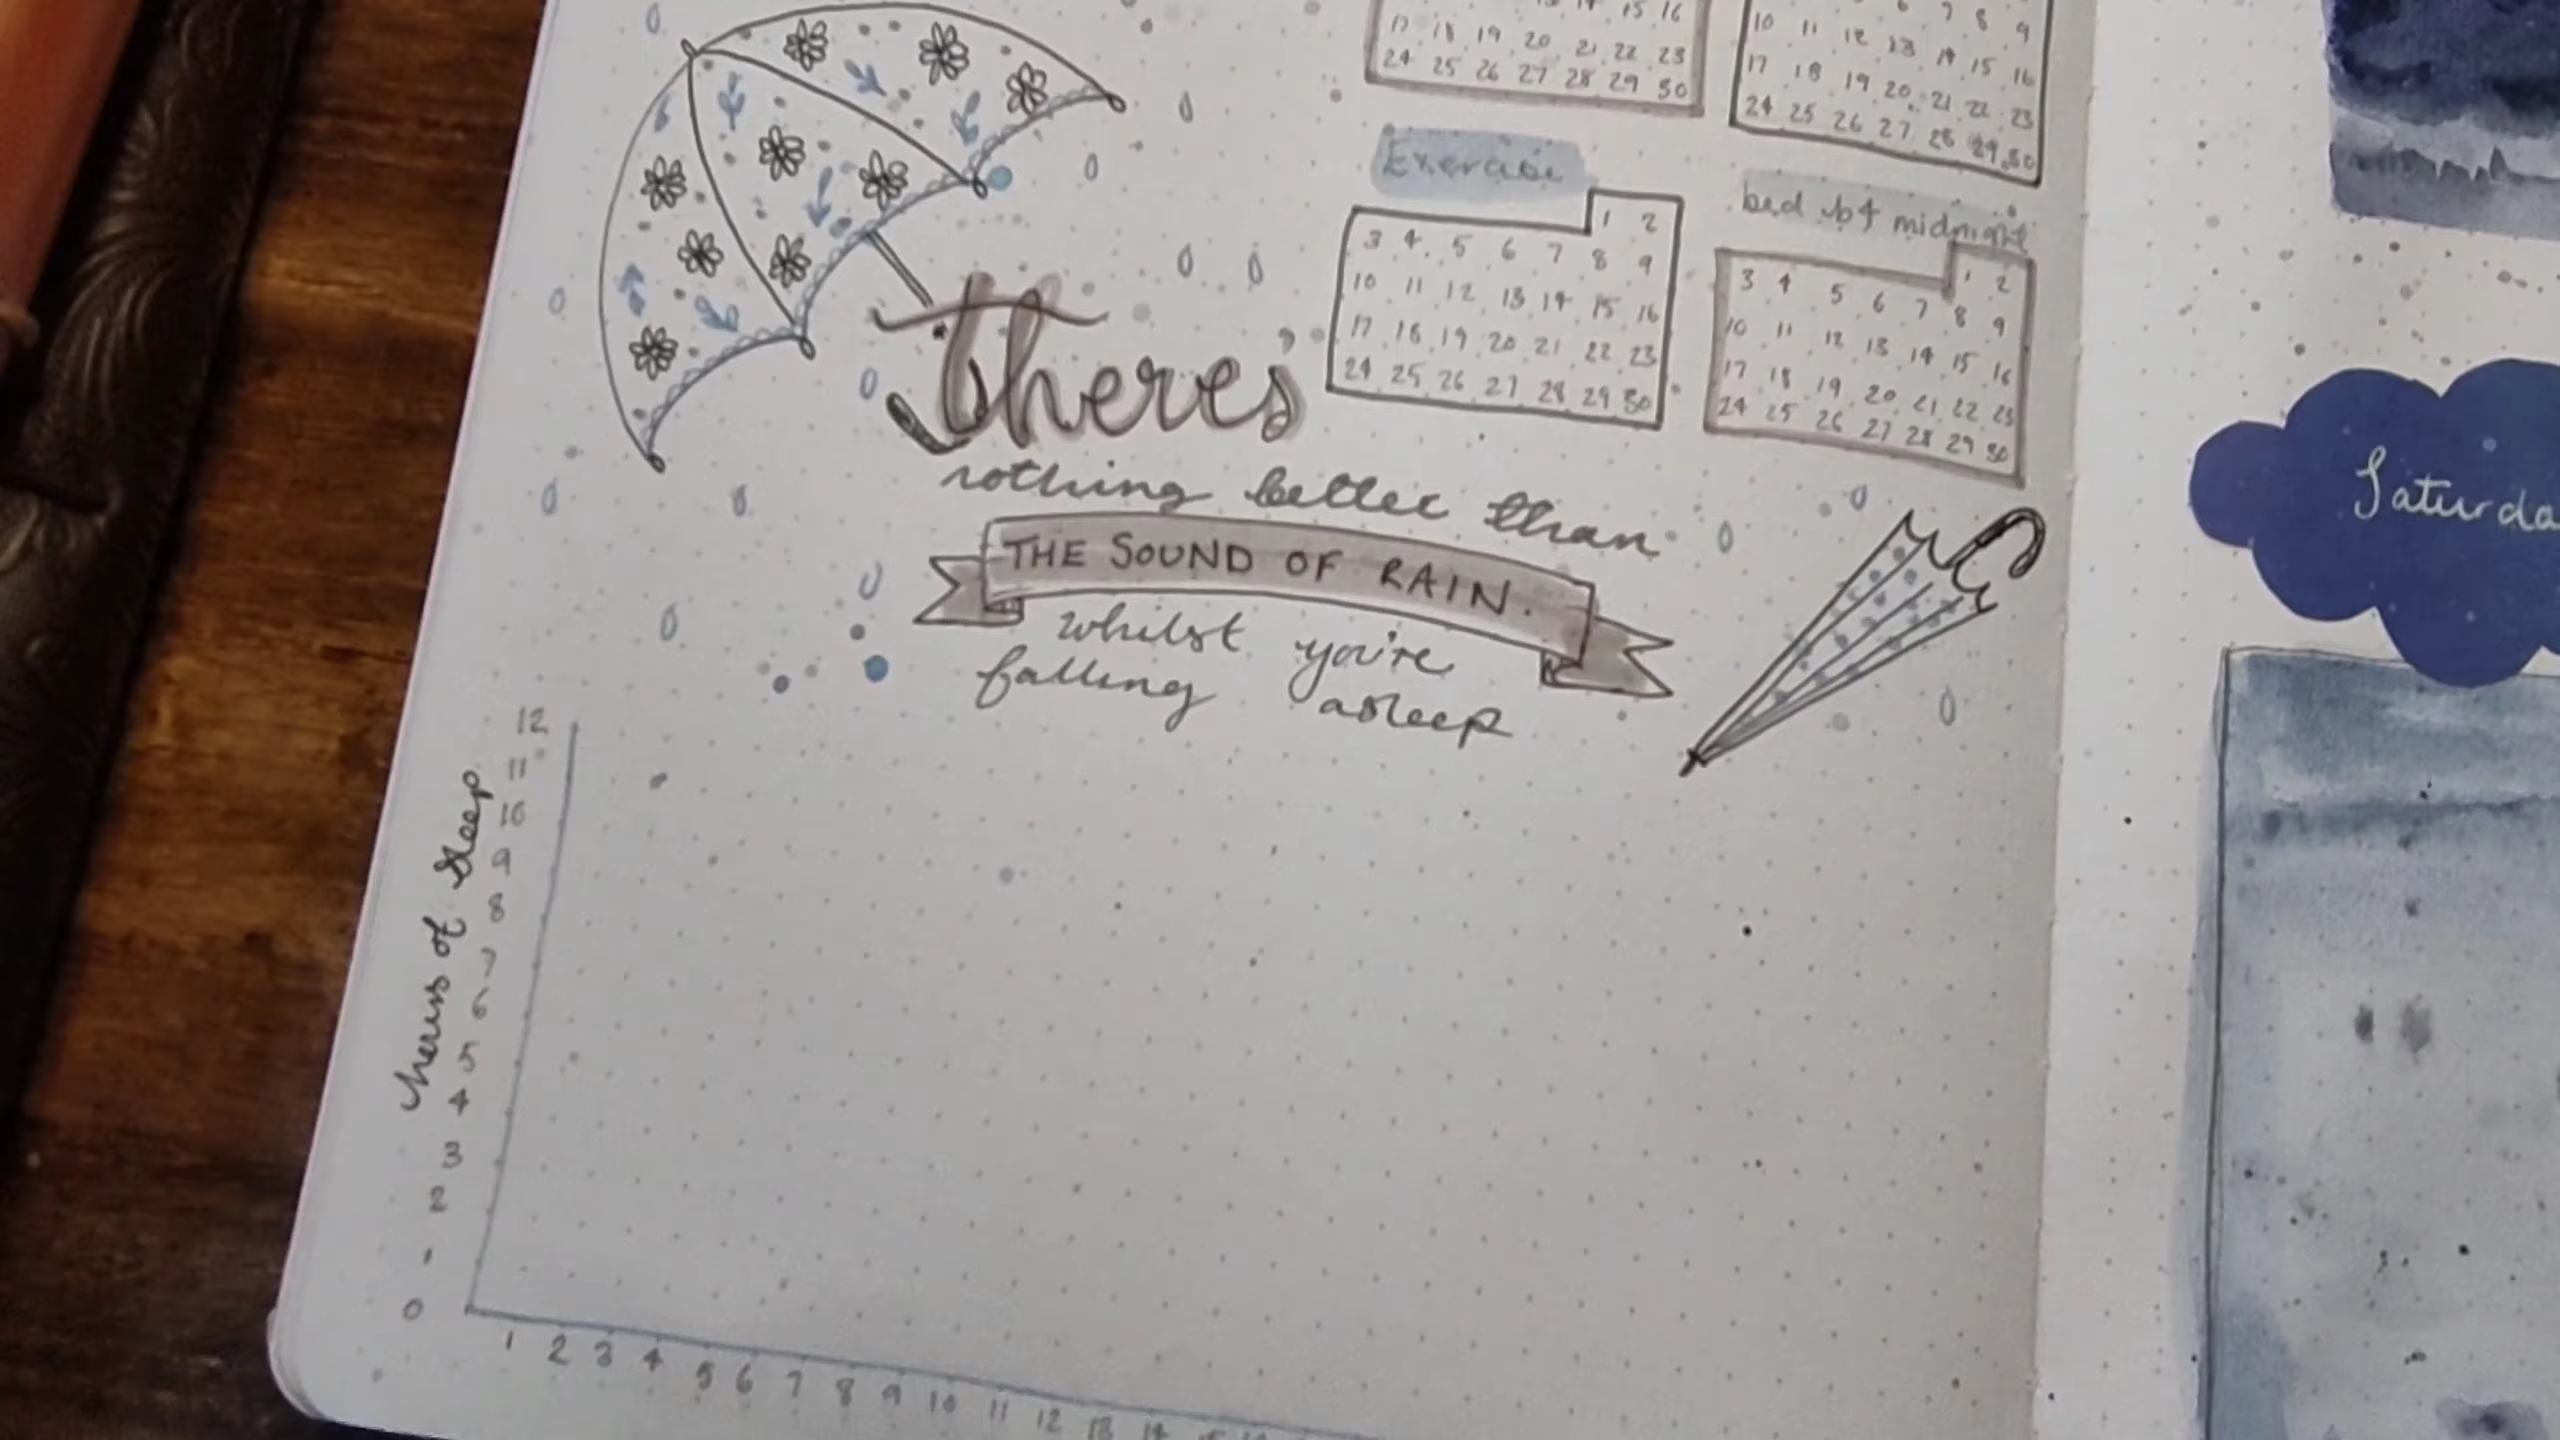 15 16
17 18 19 20 21 22 23
24 25 26 27 28 29 30
7 8 9
10 11 12 13 14 15 16
17 18 19 20 21 22 23
24 25 26 27 28 29 30
Exercise
1 2
3 4 5 6 7 8 9
10 11 12 13 14 15 16
17 18 19 20 21 22 23
24 25 26 27 28 29 30
bed b4 midnight
1 2
3 4 5 6 7 8 9
10 11 12 13 14 15 16
17 18 19 20 21 22 23
24 25 26 27 28 29 30
there's
nothing better than
THE SOUND OF RAIN.
whilst you're
falling asleep
Saturda
Hours of Sleep
12
11
10
9
8
7
6
5
4
3
2
1
0
1 2 3 4 5 6 7 8 9 10 11 12 13 14